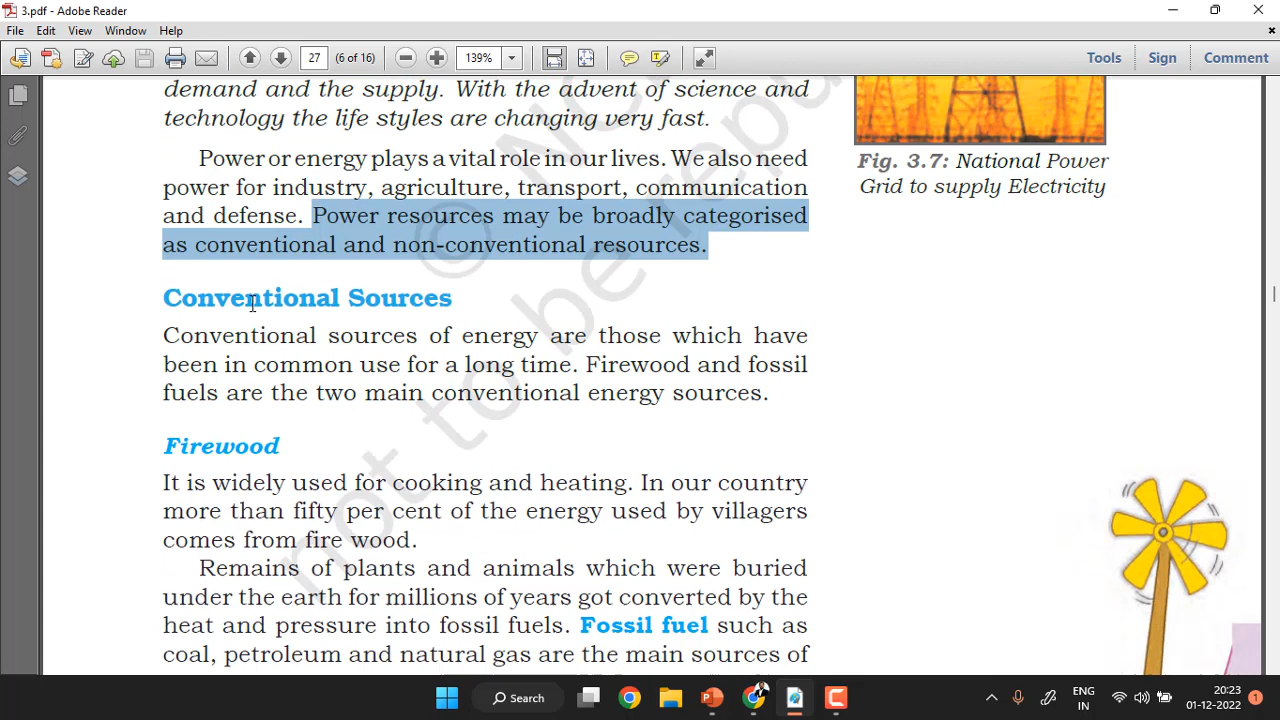 3.pdf - Adobe Reader
File Edit View Window Help
27 (6 of 16) 139% Tools Sign Comment
demand and the supply. With the advent of science and
technology the life styles are changing very fast.
Power or energy plays a vital role in our lives. We also need
power for industry, agriculture, transport, communication
and defense. Power resources may be broadly categorised
as conventional and non-conventional resources.
Fig. 3.7: National Power
Grid to supply Electricity
Conventional Sources
Conventional sources of energy are those which have
been in common use for a long time. Firewood and fossil
fuels are the two main conventional energy sources.
Firewood
It is widely used for cooking and heating. In our country
more than fifty per cent of the energy used by villagers
comes from fire wood.
Remains of plants and animals which were buried
under the earth for millions of years got converted by the
heat and pressure into fossil fuels. Fossil fuel such as
coal, petroleum and natural gas are the main sources of
© NC
not to be repu
Search
ENG
IN
20:23
01-12-2022
1